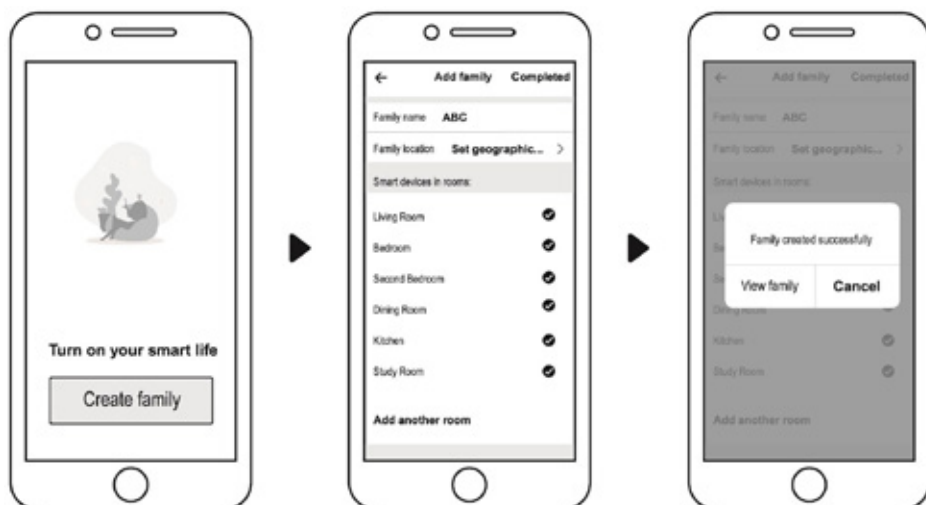 Turn on your smart life
Create family
← Add family Completed
Family name ABC
Family location Set geographic... >
Smart devices in rooms:
Living Room
Bedroom
Second Bedroom
Dining Room
Kitchen
Study Room
Add another room
← Add family Completed
Family name ABC
Family location Set geographic... >
Smart devices in rooms:
Family created successfully
View family Cancel
Kitchen
Study Room
Add another room